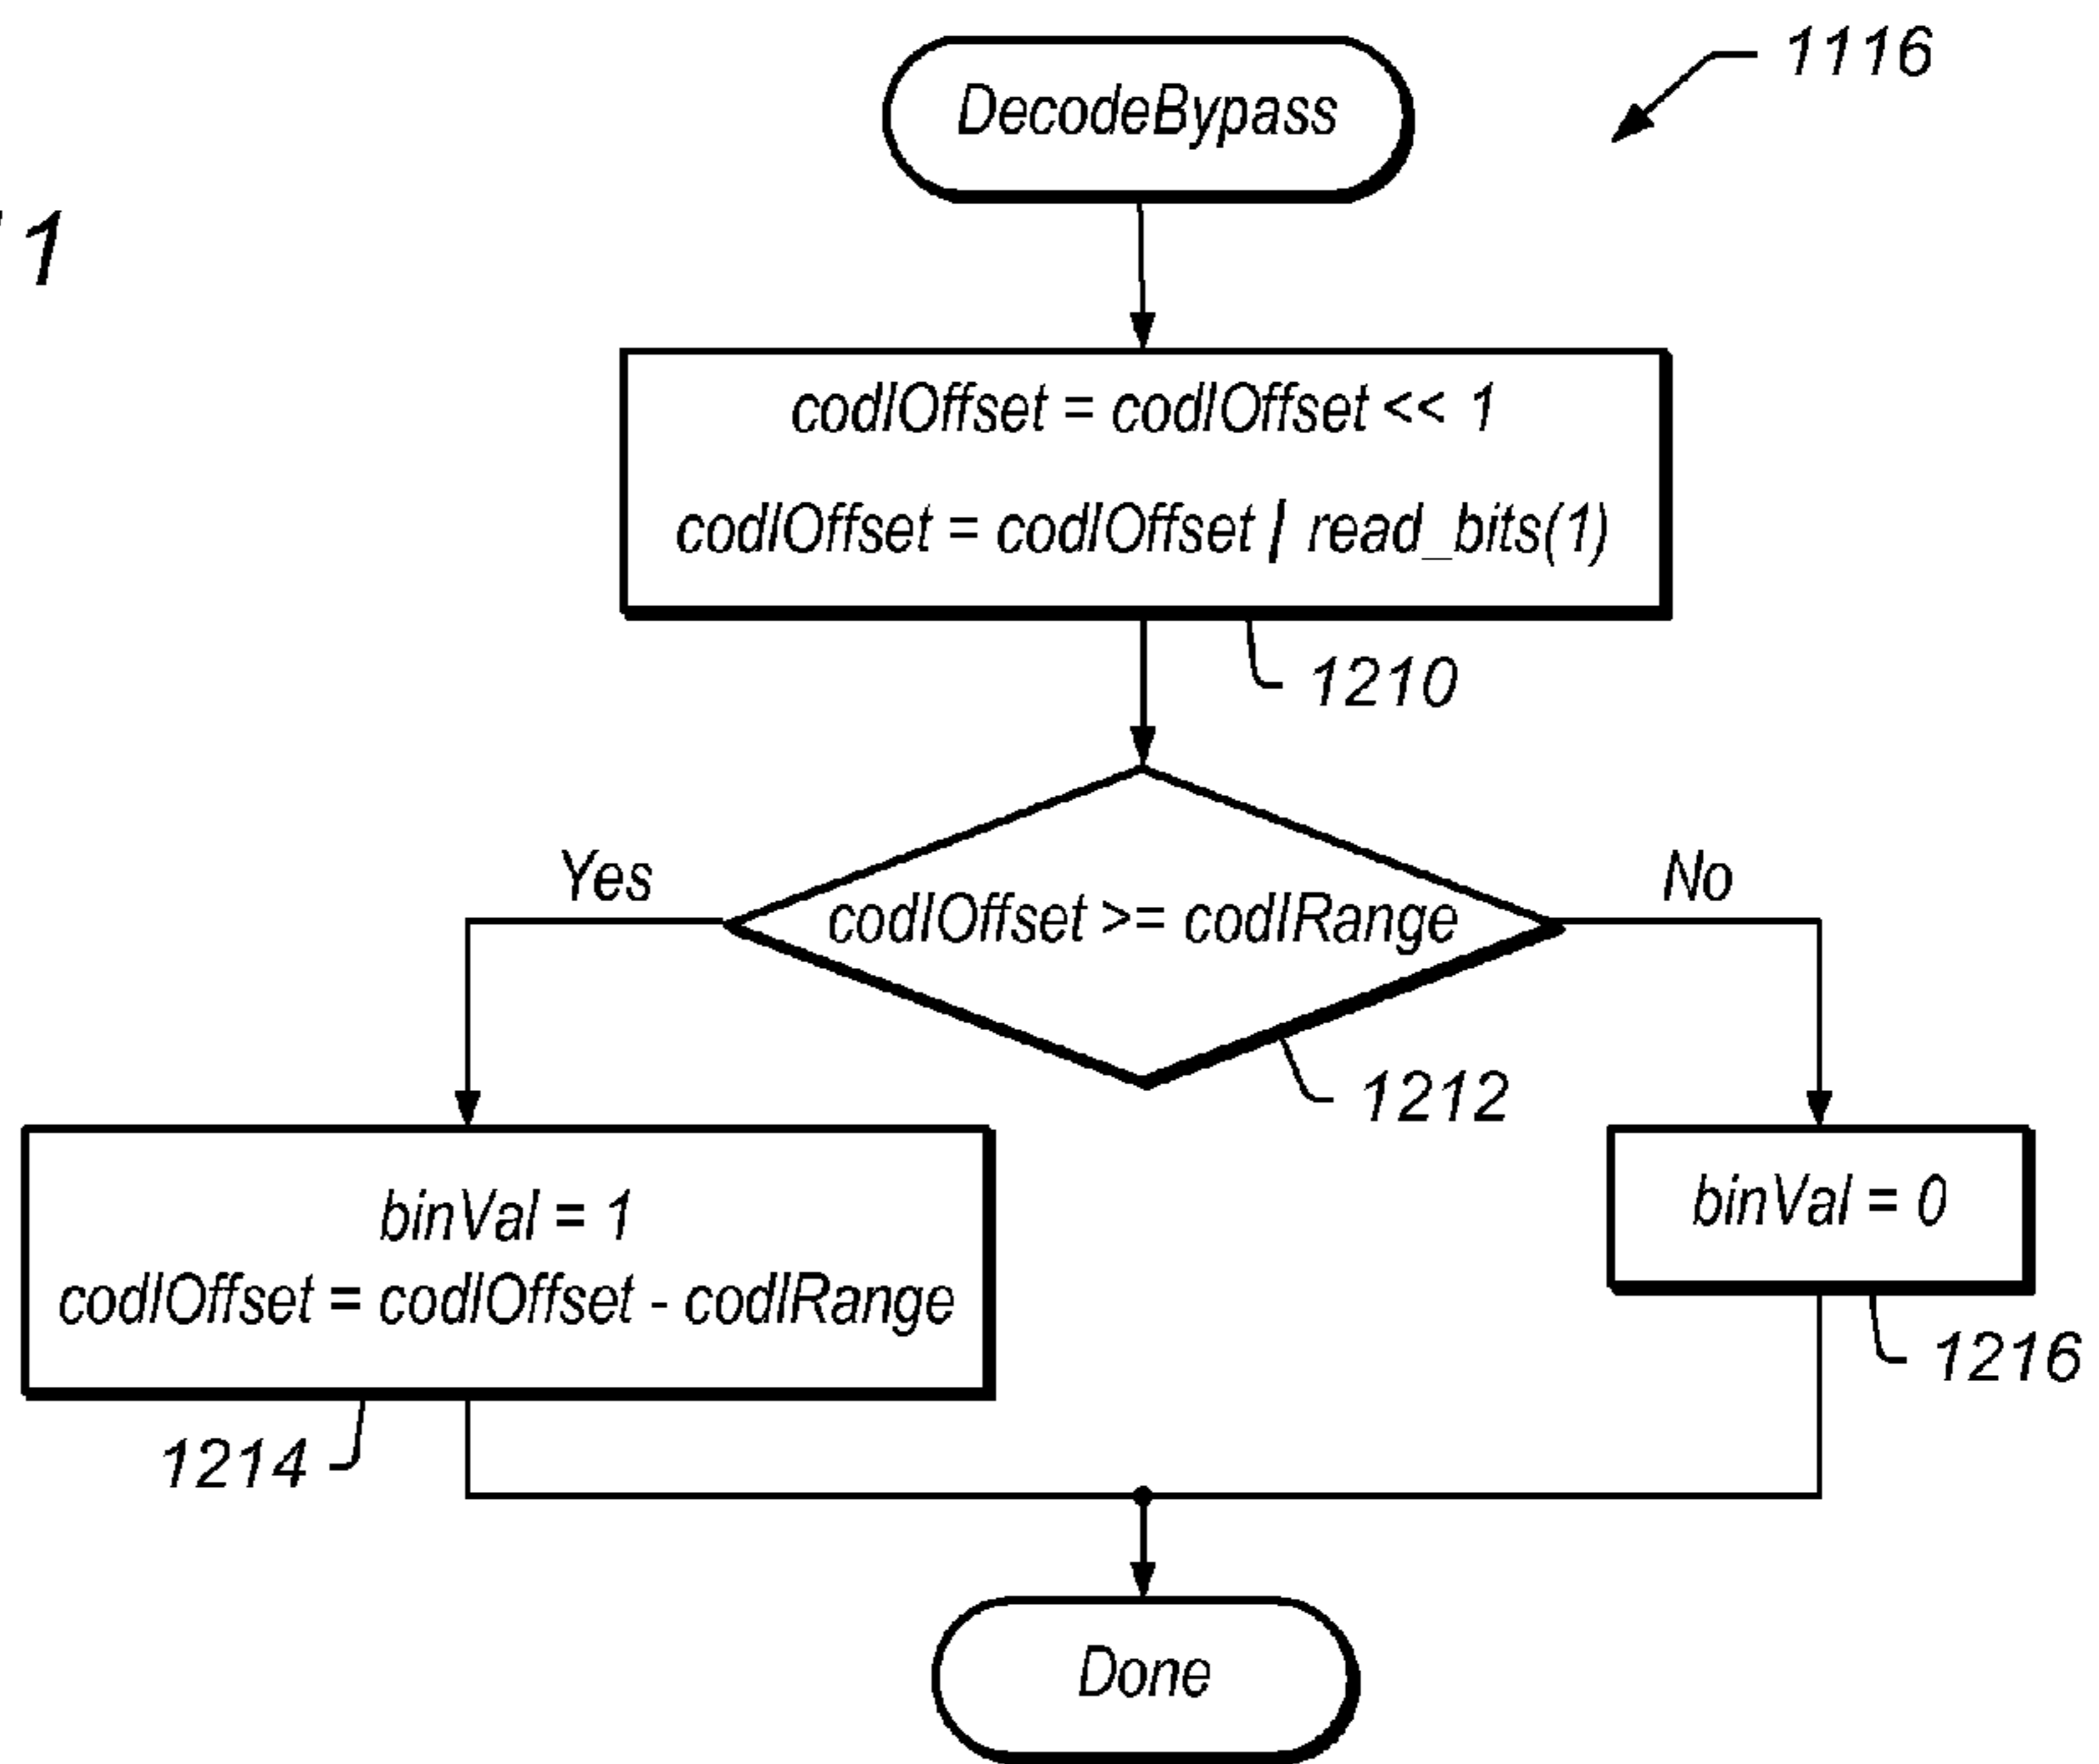 1116
DecodeBypass
1
codIOffset = codIOffset << 1
codIOffset = codIOffset | read_bits(1)
1210
Yes
No
codIOffset >= codIRange
1212
binVal = 1
codIOffset = codIOffset - codIRange
binVal = 0
1216
1214
Done